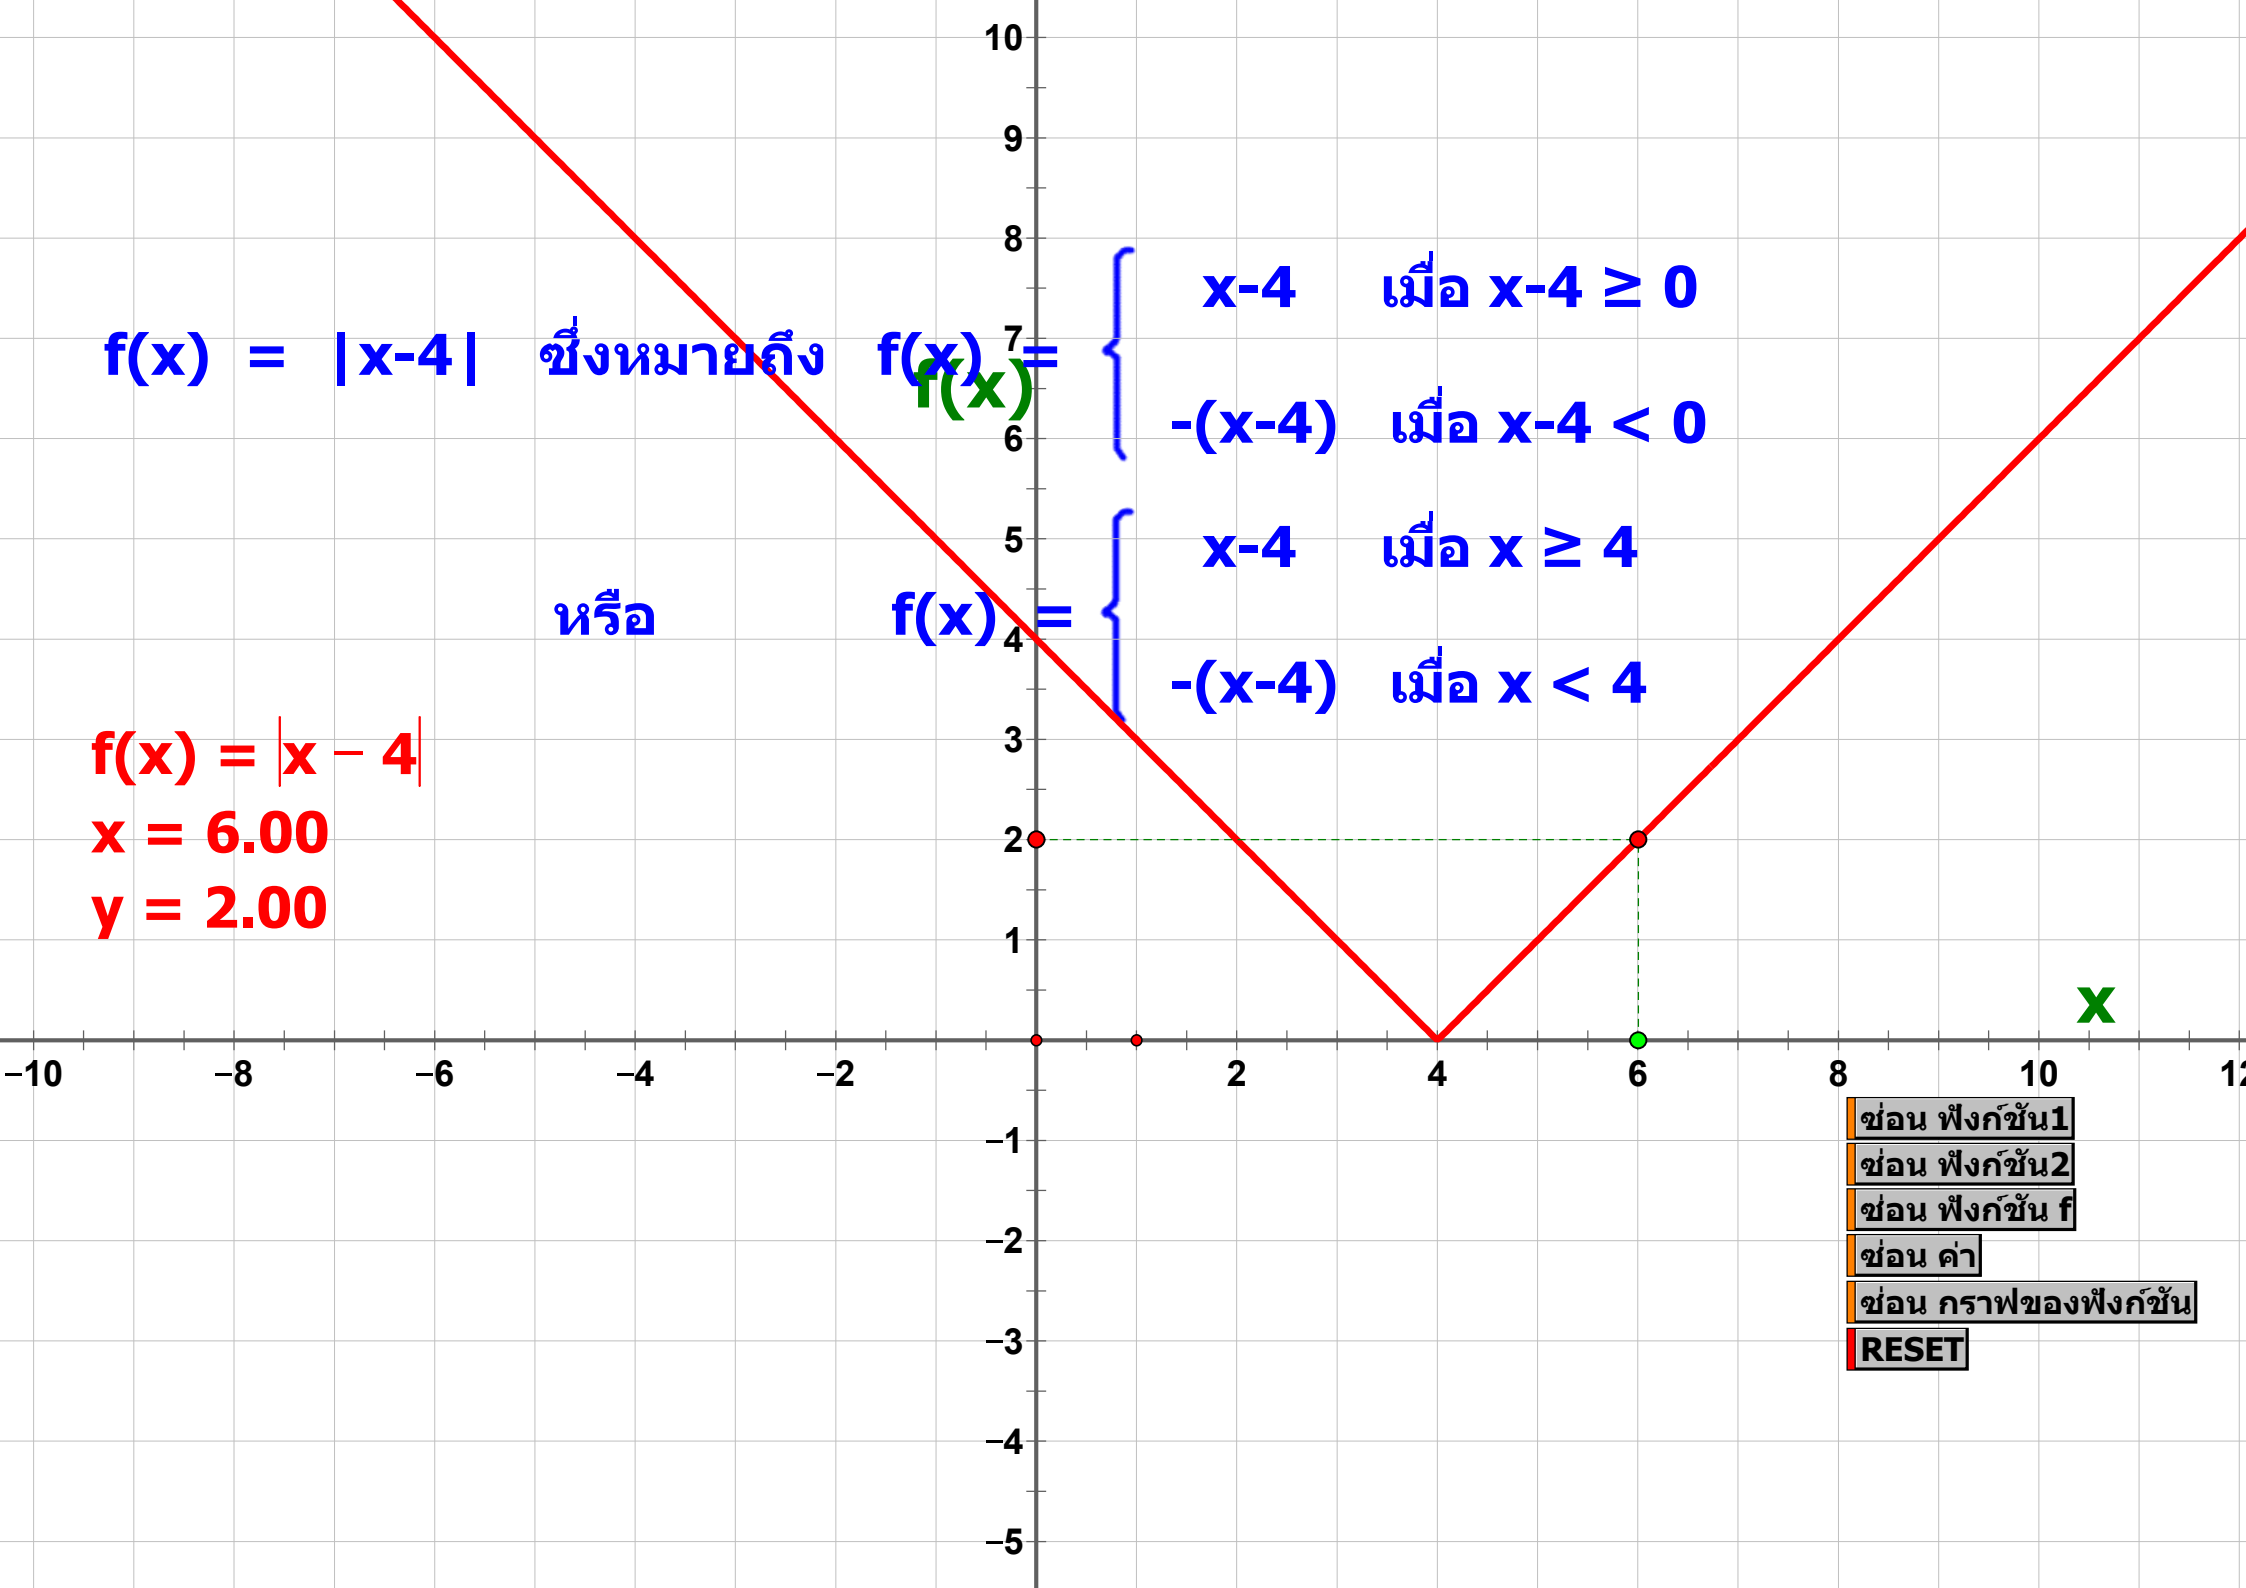 10
9
8
x-4 เมื่อ x-4 ≥ 0
7
f(x) = |x-4| ซึ่งหมายถึง f(x) =
f(x)
-(x-4) เมื่อ x-4 < 0
6
5
x-4 เมื่อ x ≥ 4
หรือ f(x) =
4
-(x-4) เมื่อ x < 4
3
f(x) = |x − 4|
x = 6.00
2
y = 2.00
1
x
−10 −8 −6 −4 −2 2 4 6 8 10 12
ซ่อน ฟังก์ชัน1
−1
ซ่อน ฟังก์ชัน2
ซ่อน ฟังก์ชัน f
−2
ซ่อน ค่า
ซ่อน กราฟของฟังก์ชัน
−3
RESET
−4
−5